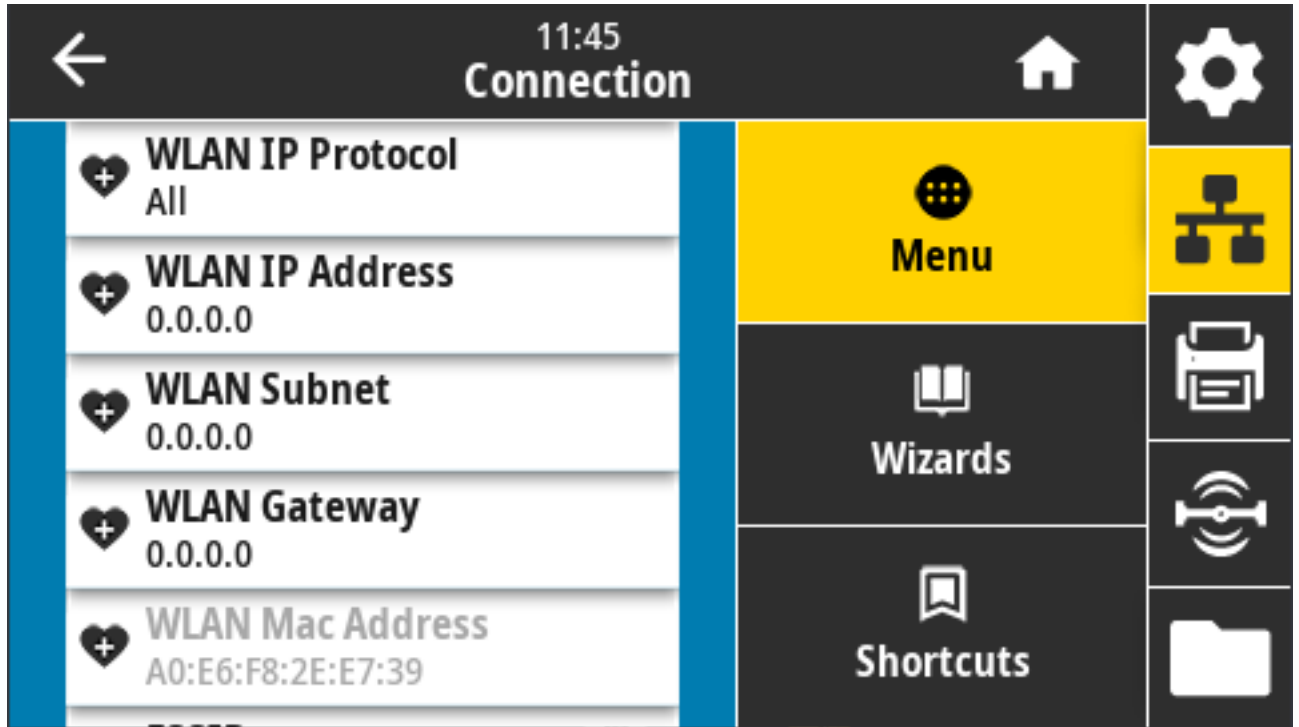 11:45
Connection
WLAN IP Protocol
All
WLAN IP Address
0.0.0.0
WLAN Subnet
0.0.0.0
WLAN Gateway
0.0.0.0
WLAN Mac Address
A0:E6:F8:2E:E7:39
Menu
Wizards
Shortcuts